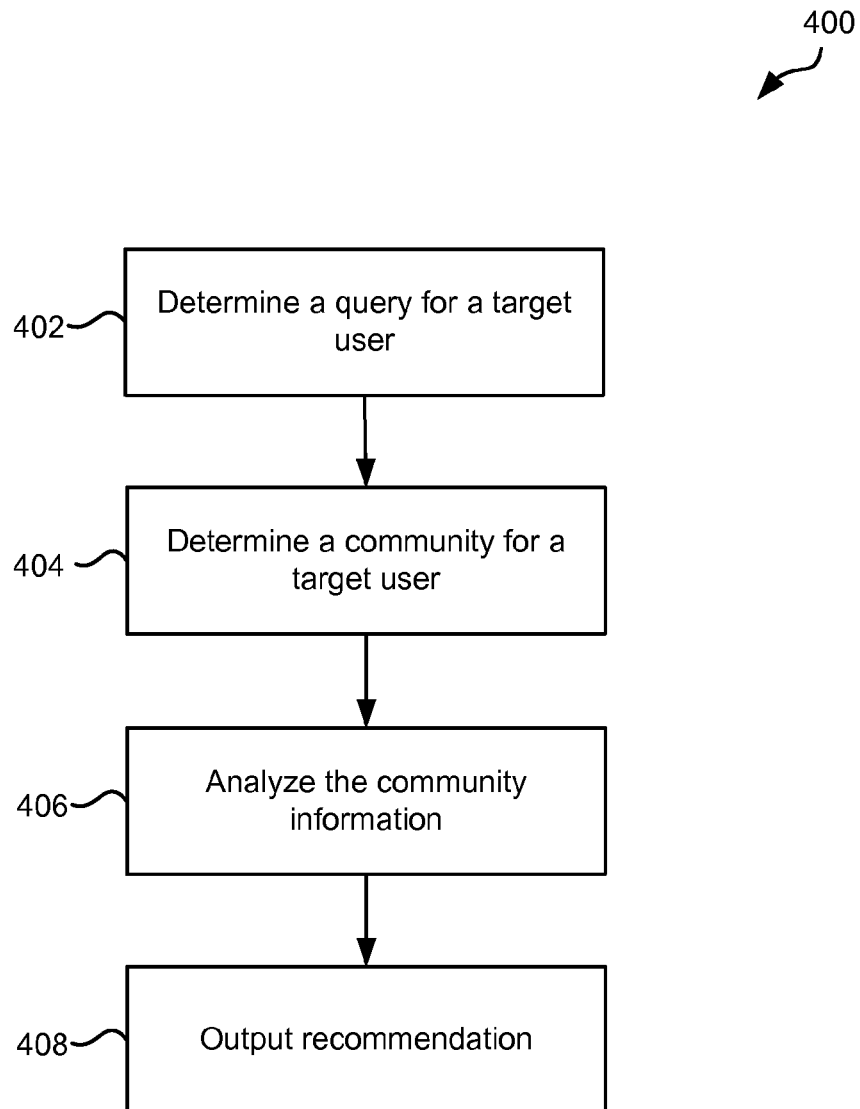 400
402
Determine a query for a target
user
404
Determine a community for a
target user
406
Analyze the community
information
408
Output recommendation